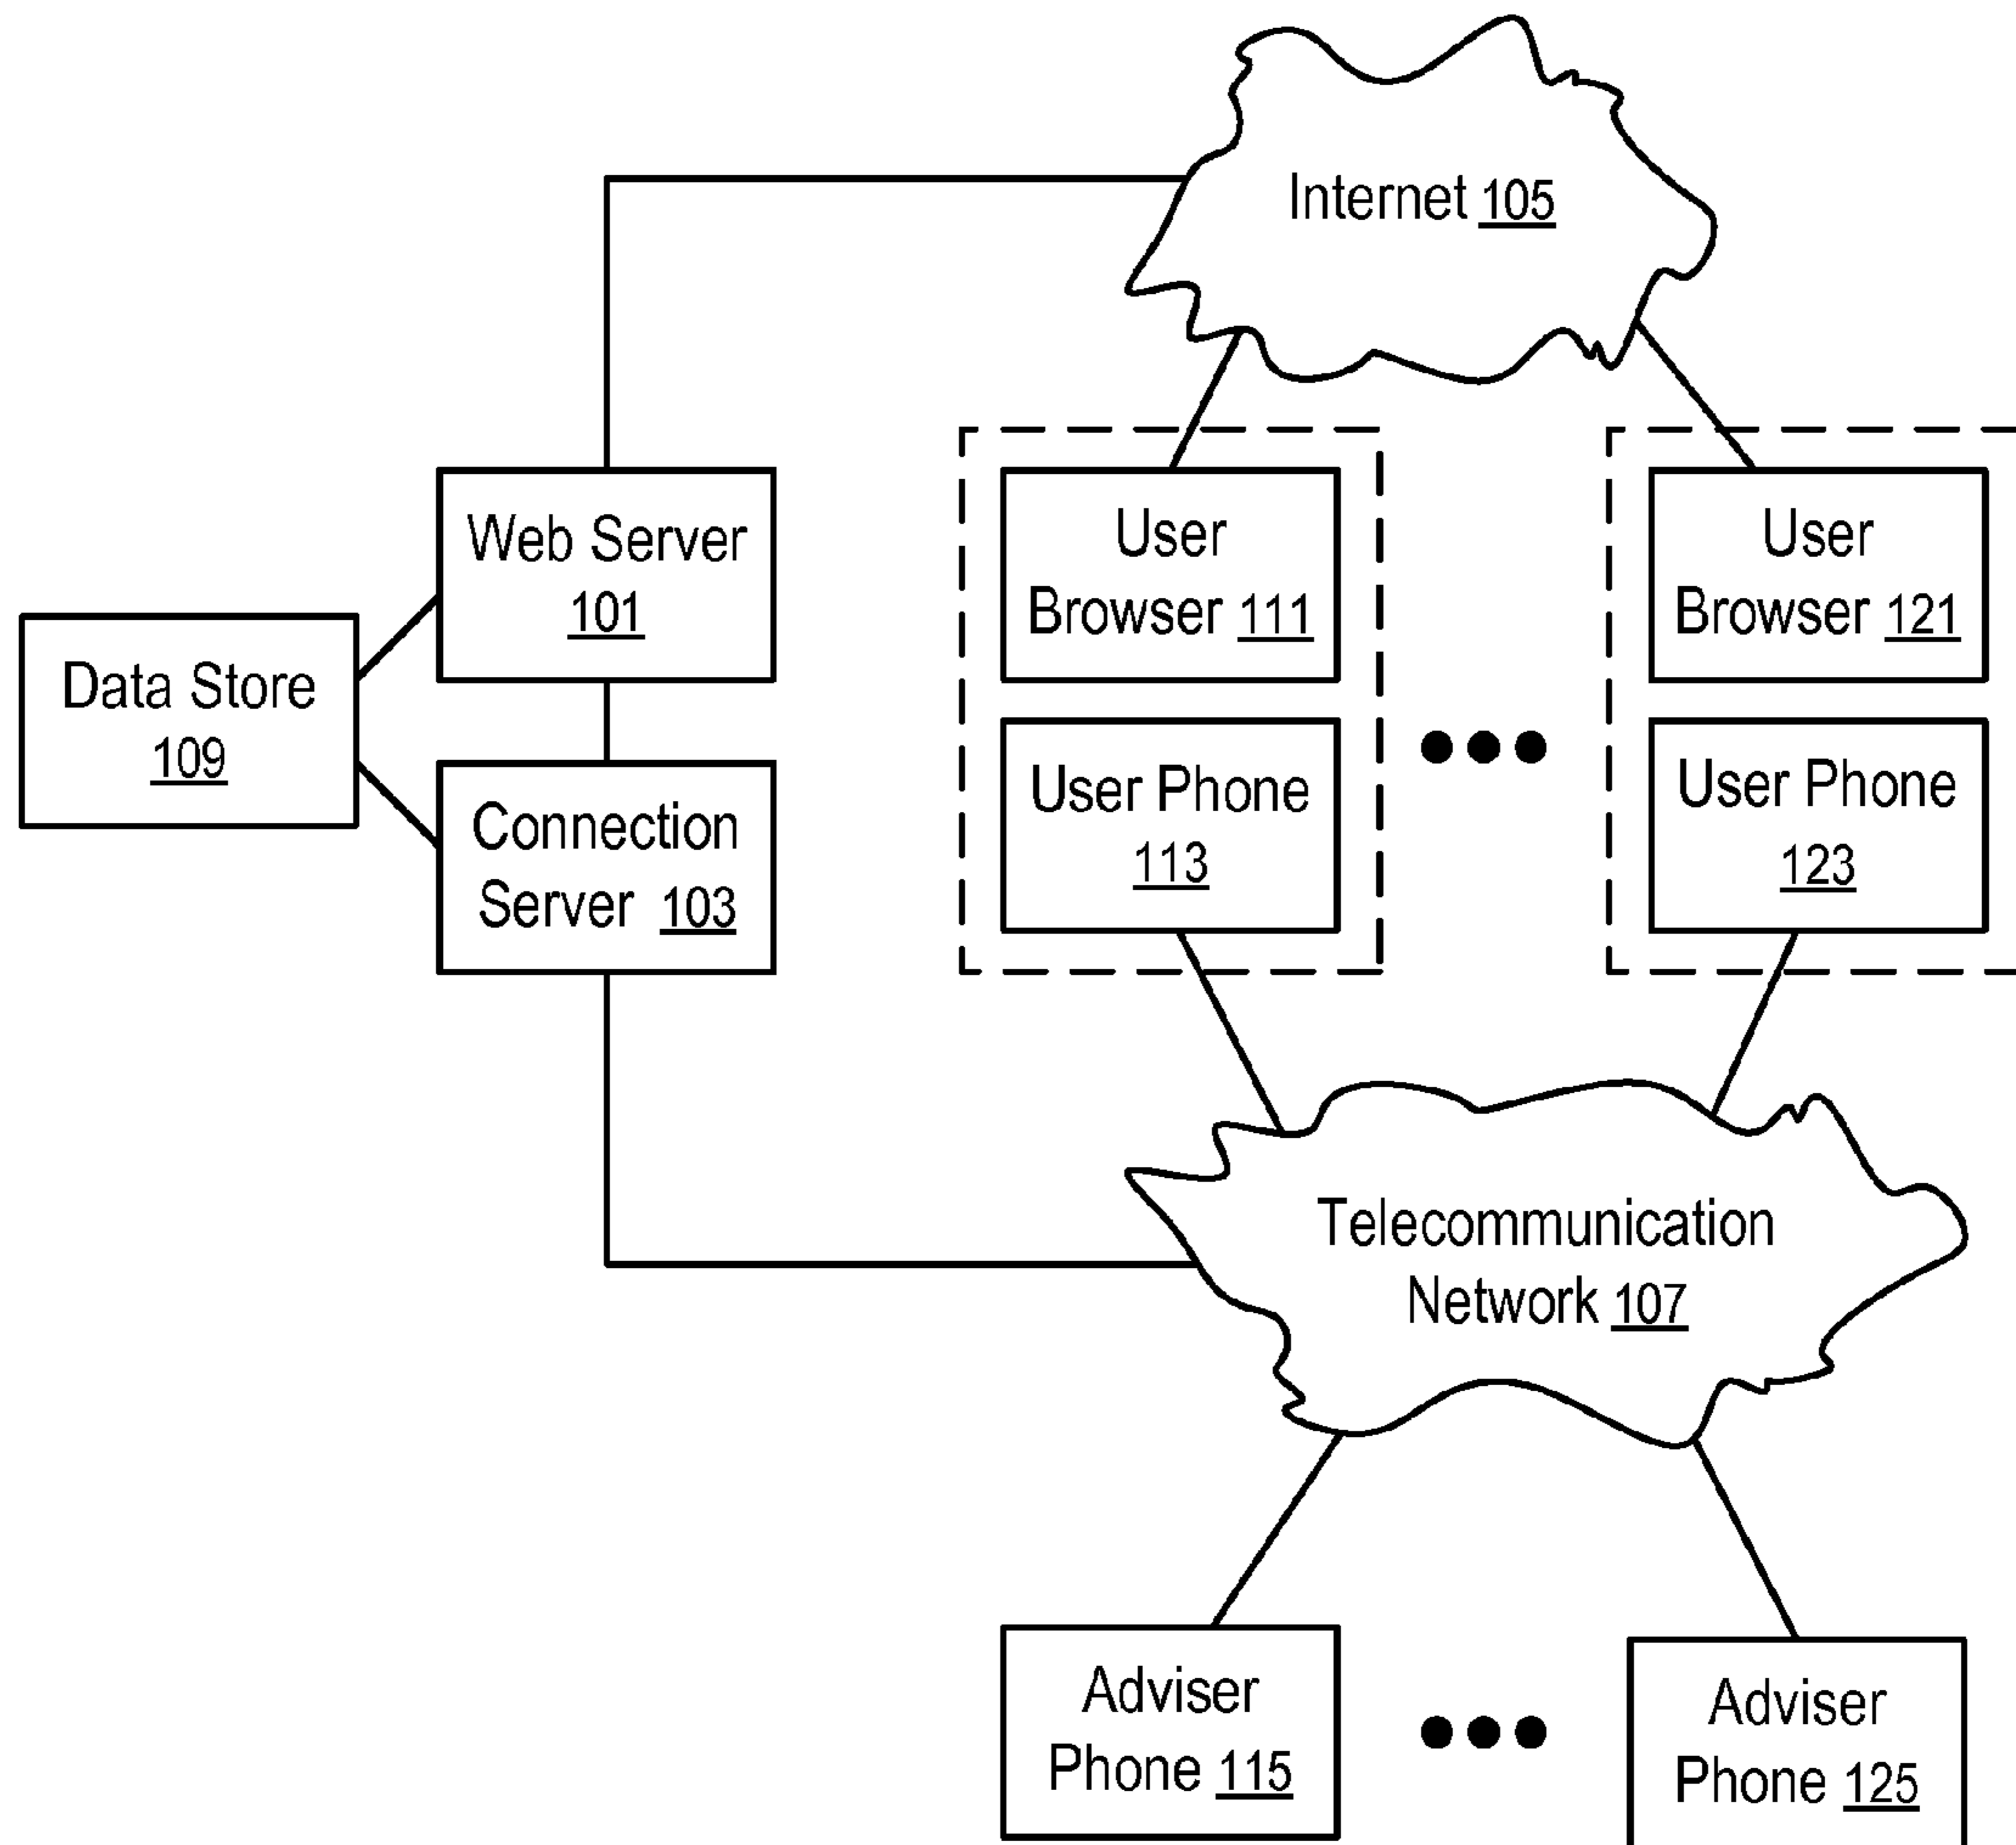 Internet 105
Web Server
101
Data Store
109
Connection
Server 103
User
Browser 111
User Phone
113
User
Browser 121
User Phone
123
Telecommunication
Network 107
Adviser
Phone 115
Adviser
Phone 125